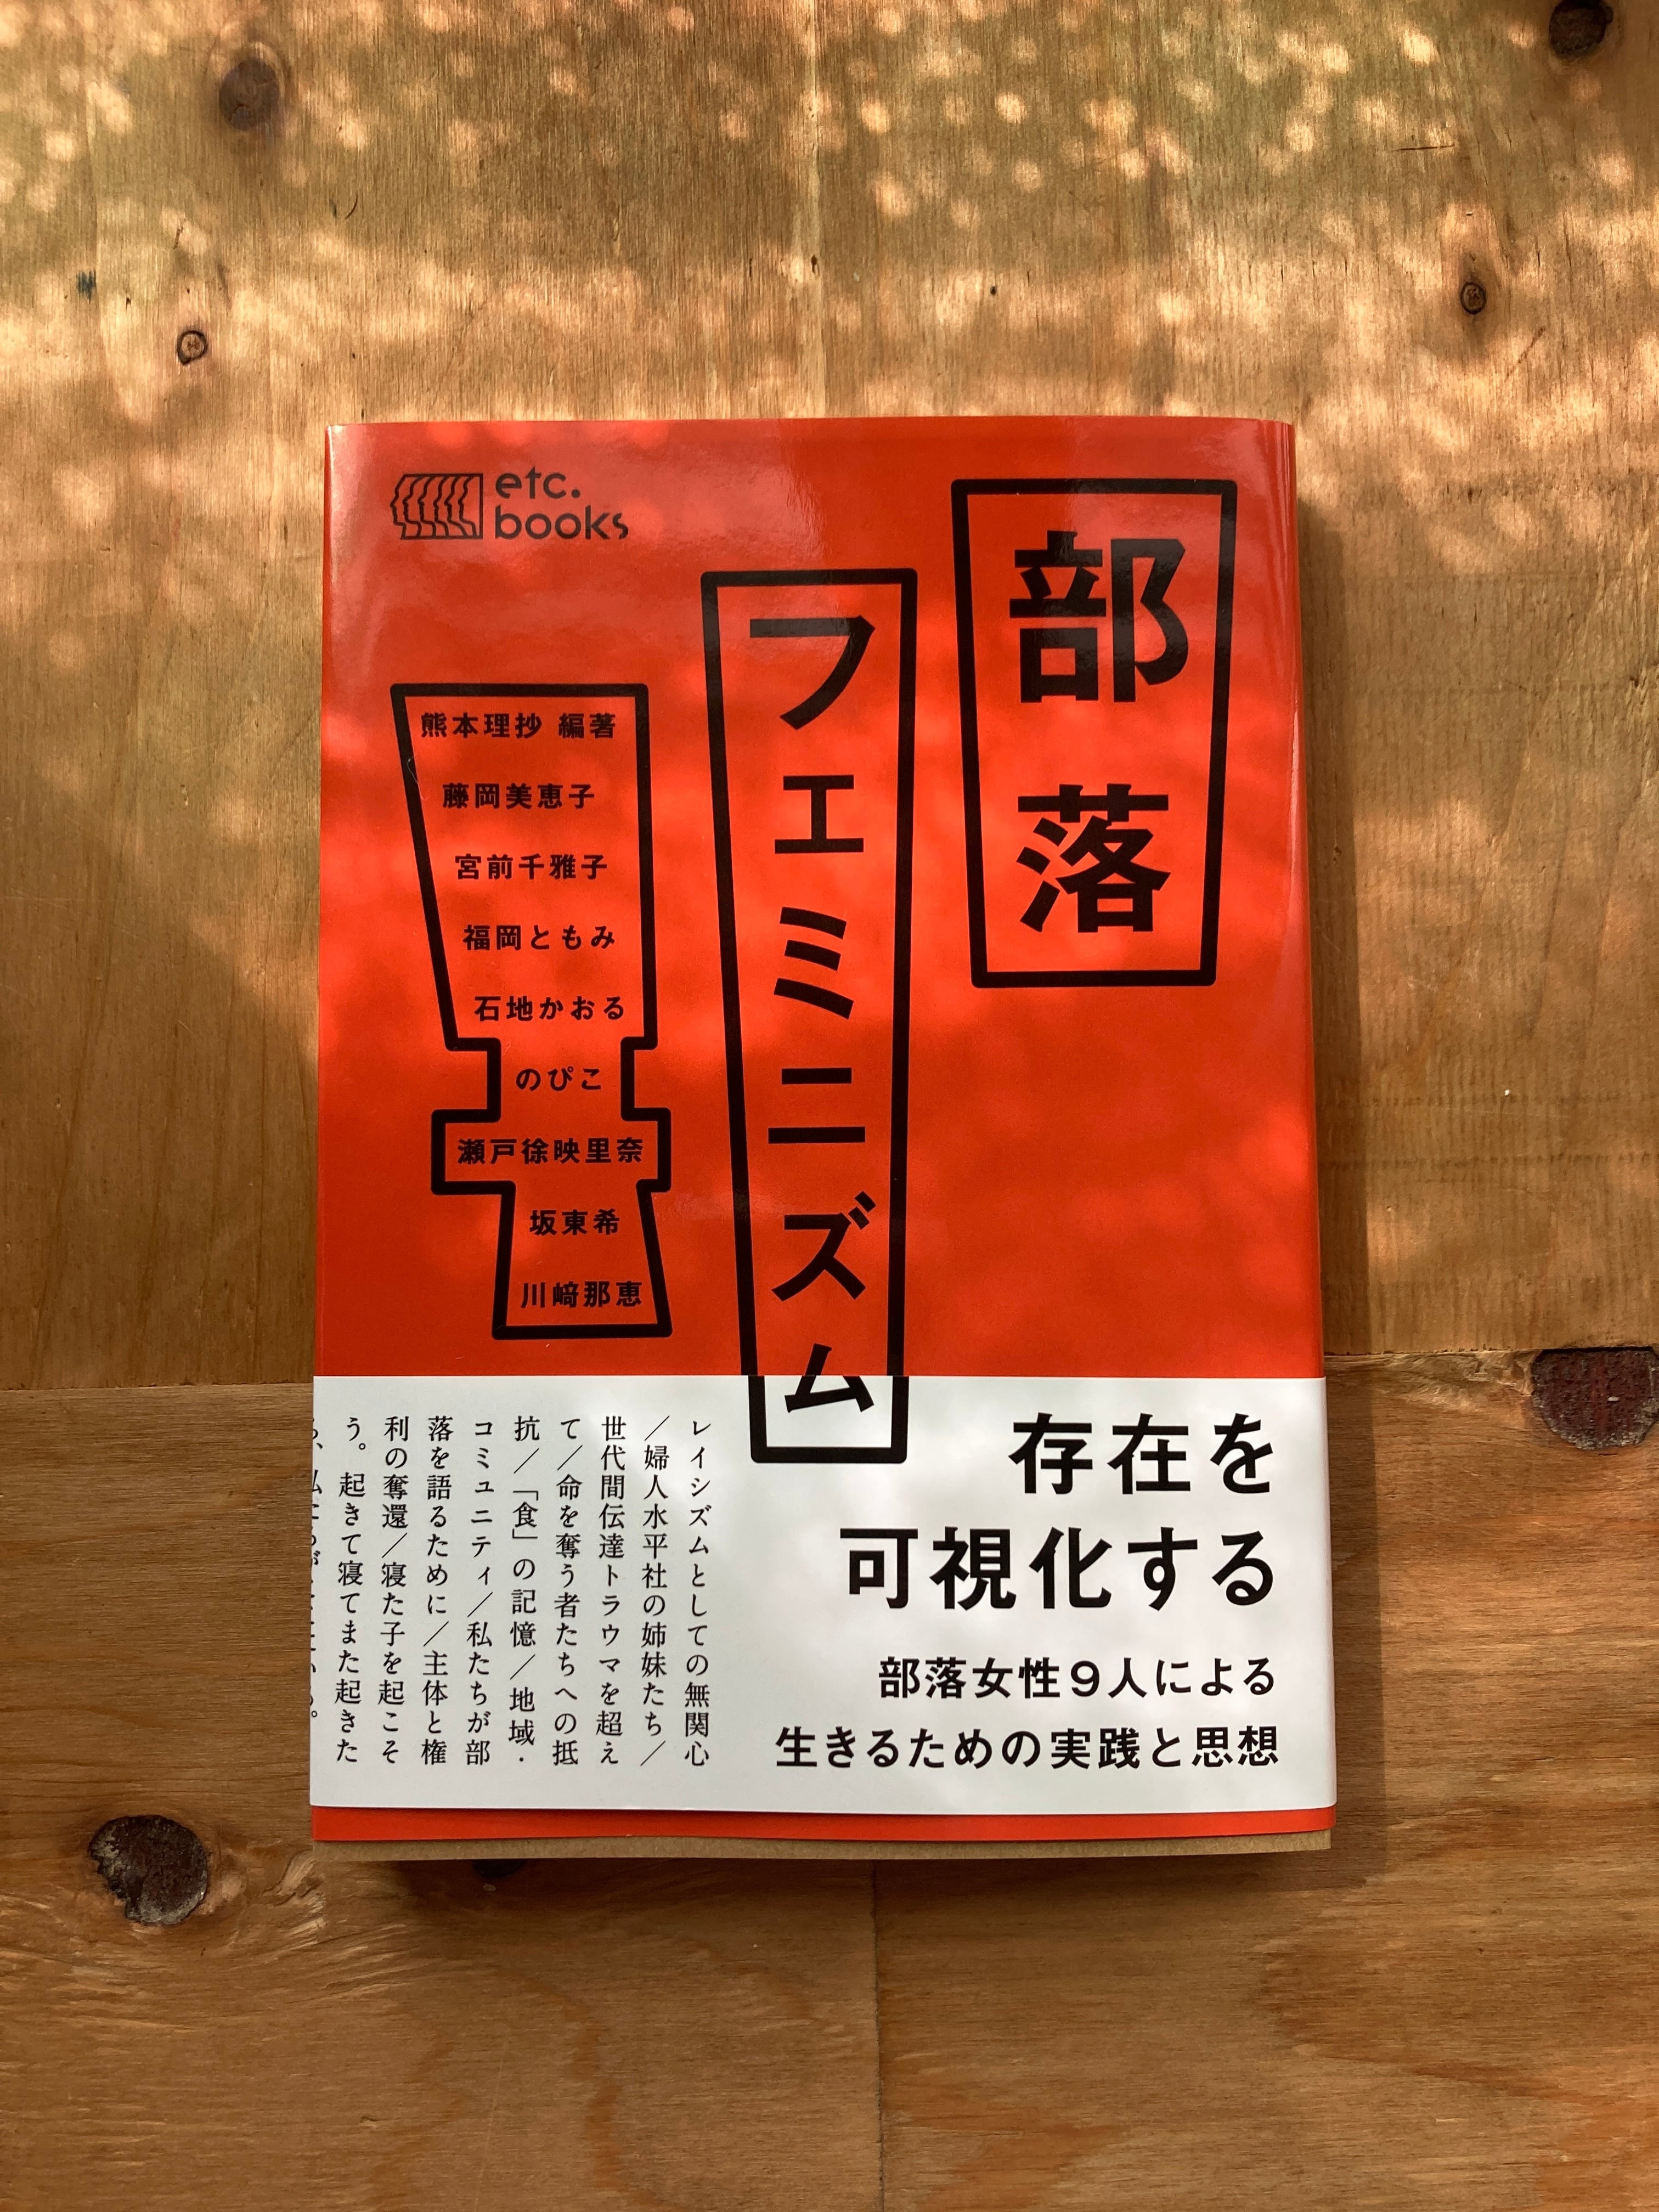 etc.
books
部落
フェミニズム
熊本理抄 編著
藤岡美恵子
宮前千雅子
福岡ともみ
石地かおる
のぴこ
瀬戸徐映里奈
坂東希
川﨑那恵
存在を
可視化する
部落女性9人による
生きるための実践と思想
レイシズムとしての無関心
／婦人水平社の姉妹たち／
世代間伝達トラウマを超え
て／命を奪う者たちへの抵
抗／「食」の記憶／地域・
コミュニティ／私たちが部
落を語るために／主体と権
利の奪還／寝た子を起こそ
う。起きて寝てまた起きた